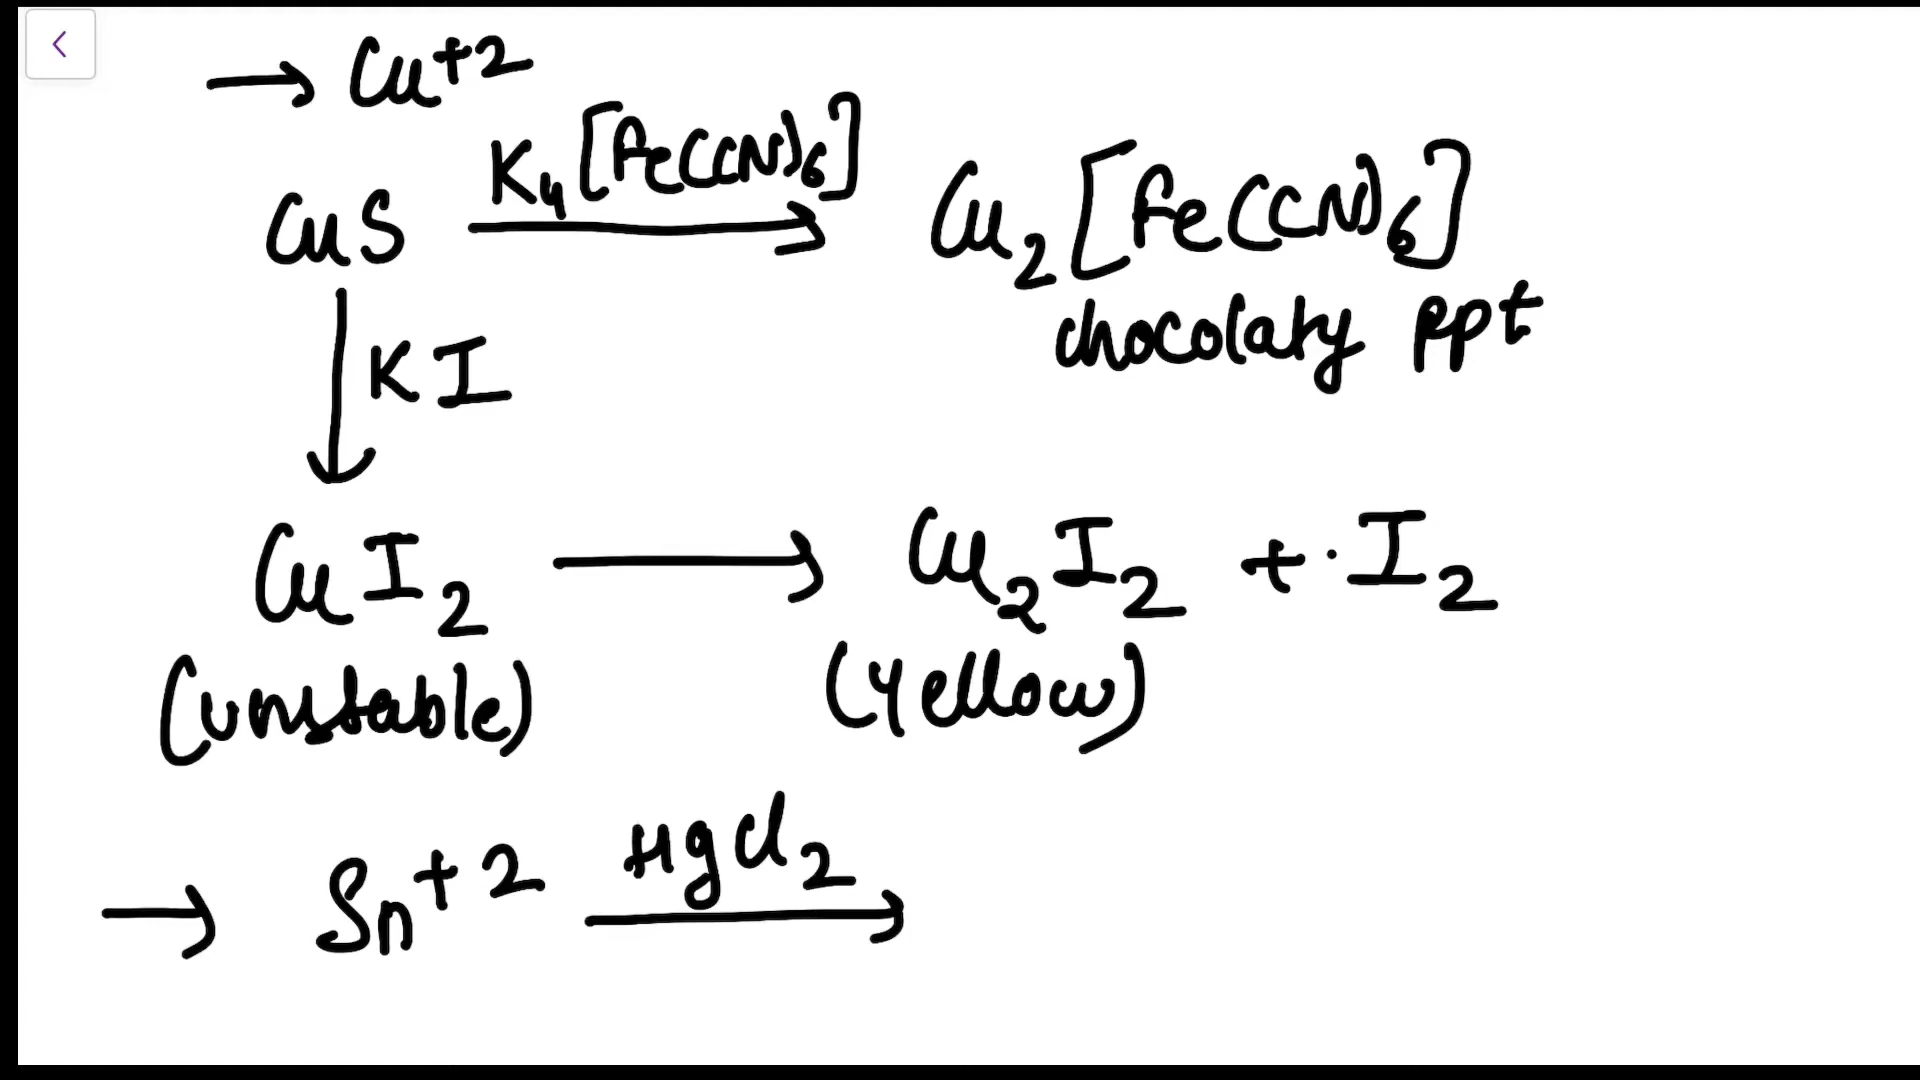 → Cu+2
CuS K4[Fe(CN)6] → Cu2[Fe(CN)6]
chocolaty ppt
↓ KI
CuI2 → Cu2I2 + I2
(unstable) (Yellow)
→ Sn+2 HgCl2 →